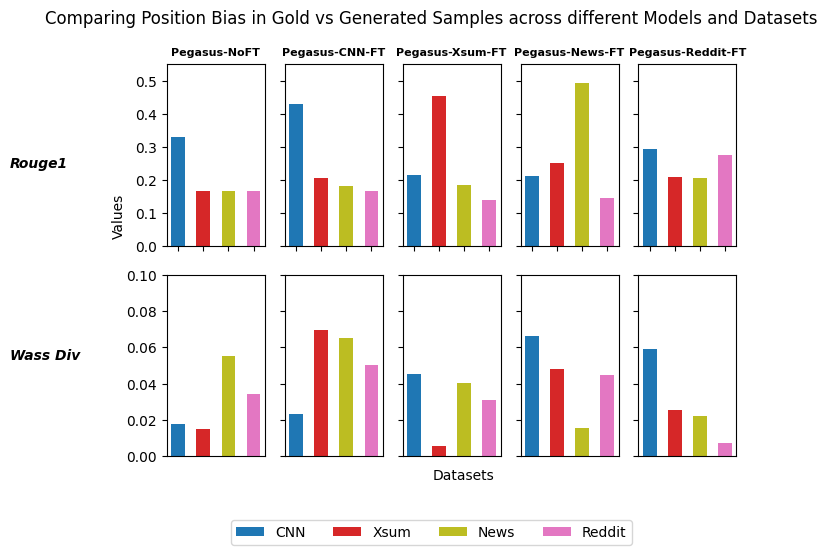 Comparing Position Bias in Gold vs Generated Samples across different Models and Datasets
Pegasus-NoFT Pegasus-CNN-FT Pegasus-Xsum-FT Pegasus-News-FT Pegasus-Reddit-FT
Rouge1
Values
0.5
0.4
0.3
0.2
0.1
0.0
Wass Div
0.10
0.08
0.06
0.04
0.02
0.00
Datasets
CNN Xsum News Reddit